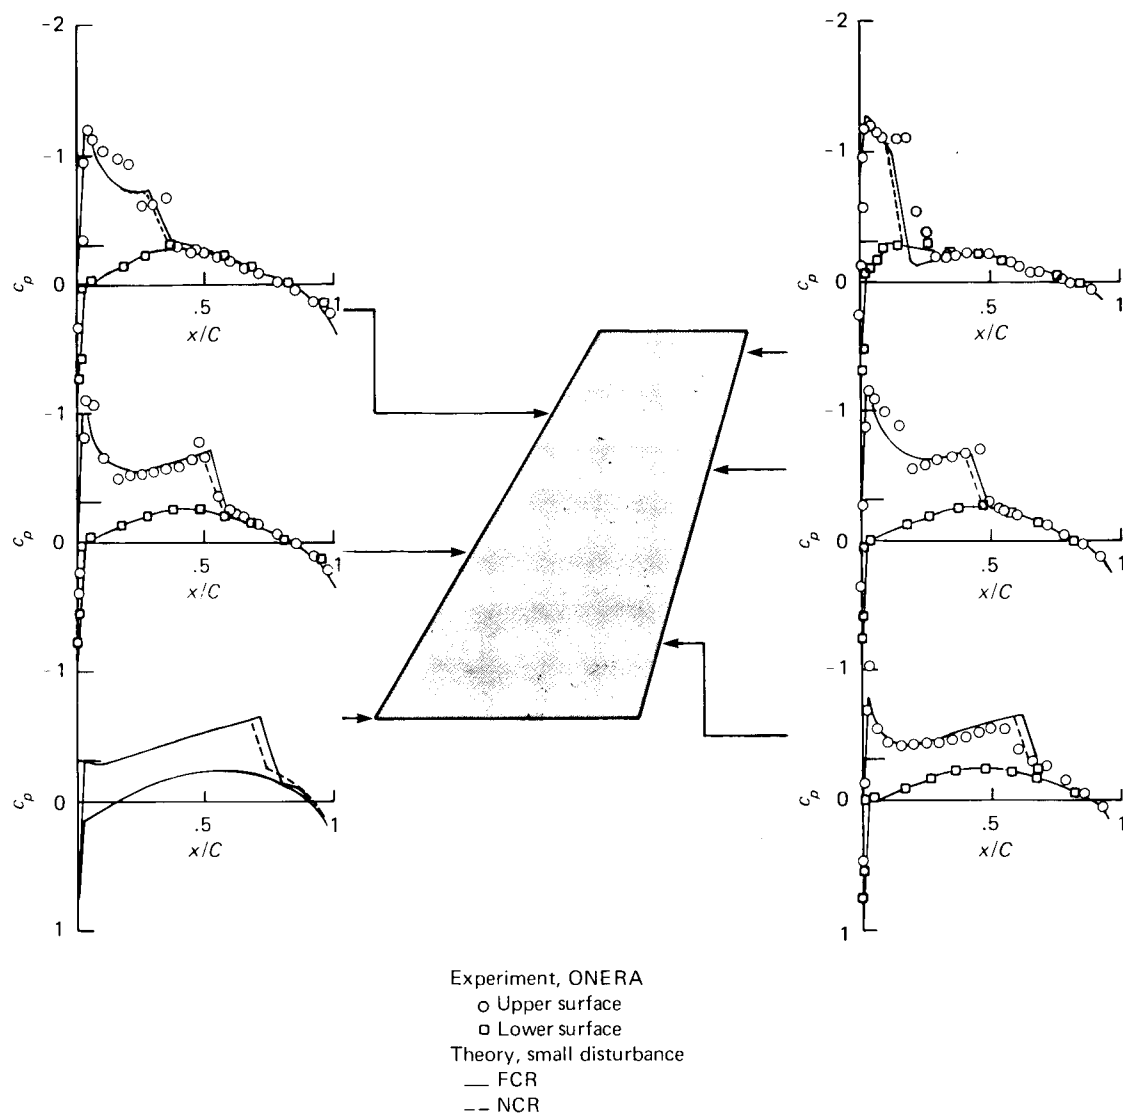 −2
−1
c_p 0
.5
1
x/C
−1
c_p 0
.5
1
x/C
−1
c_p 0
.5
1
x/C
1
−2
−1
c_p 0
.5
1
x/C
−1
c_p 0
.5
1
x/C
−1
c_p 0
.5
1
x/C
1
Experiment, ONERA
Upper surface
Lower surface
Theory, small disturbance
FCR
NCR